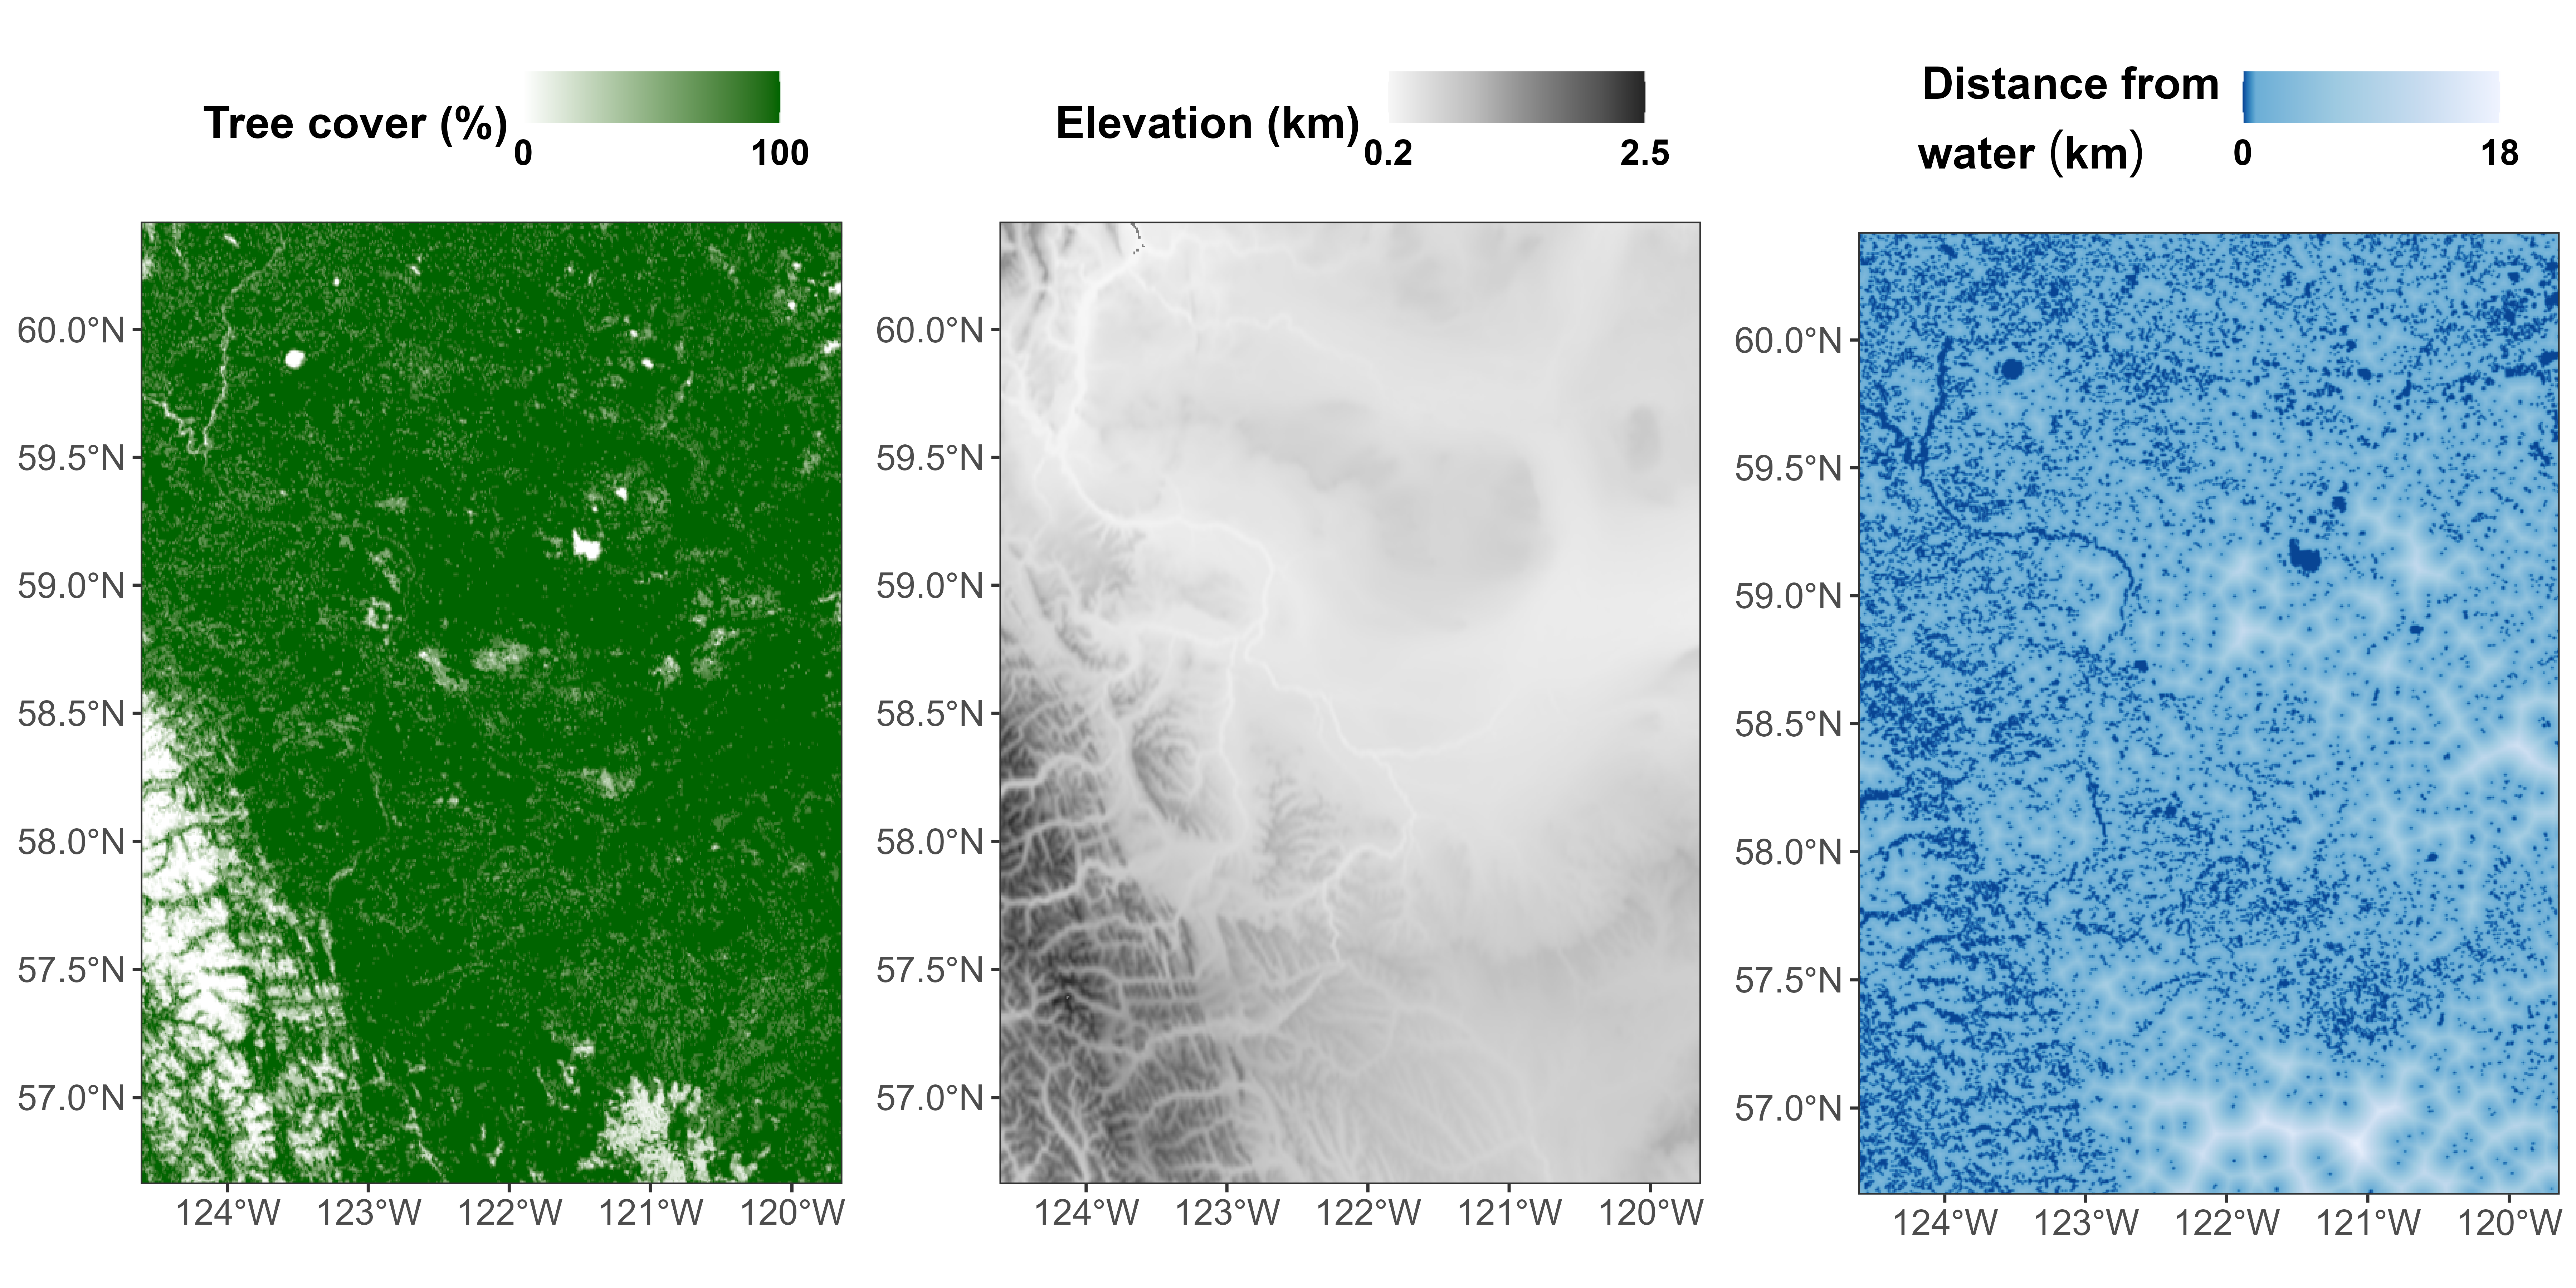 Tree cover (%)
0 100
Elevation (km)
0.2 2.5
Distance from
water (km)
0 18
60.0°N
59.5°N
59.0°N
58.5°N
58.0°N
57.5°N
57.0°N
124°W 123°W 122°W 121°W 120°W
60.0°N
59.5°N
59.0°N
58.5°N
58.0°N
57.5°N
57.0°N
124°W 123°W 122°W 121°W 120°W
60.0°N
59.5°N
59.0°N
58.5°N
58.0°N
57.5°N
57.0°N
124°W 123°W 122°W 121°W 120°W